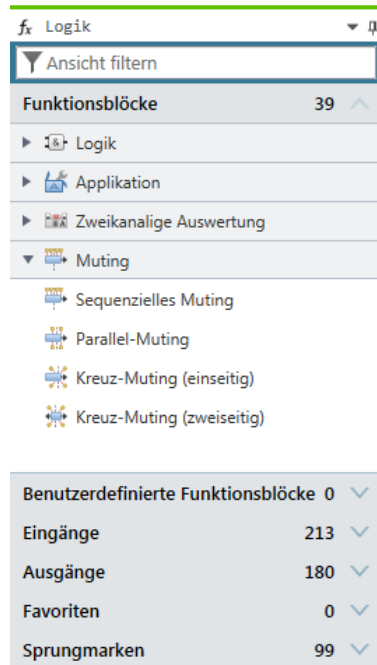 fx Logik
Ansicht filtern
Funktionsblöcke 39
& Logik
Applikation
Zweikanalige Auswertung
Muting
Sequenzielles Muting
Parallel-Muting
Kreuz-Muting (einseitig)
Kreuz-Muting (zweiseitig)
Benutzerdefinierte Funktionsblöcke 0
Eingänge 213
Ausgänge 180
Favoriten 0
Sprungmarken 99